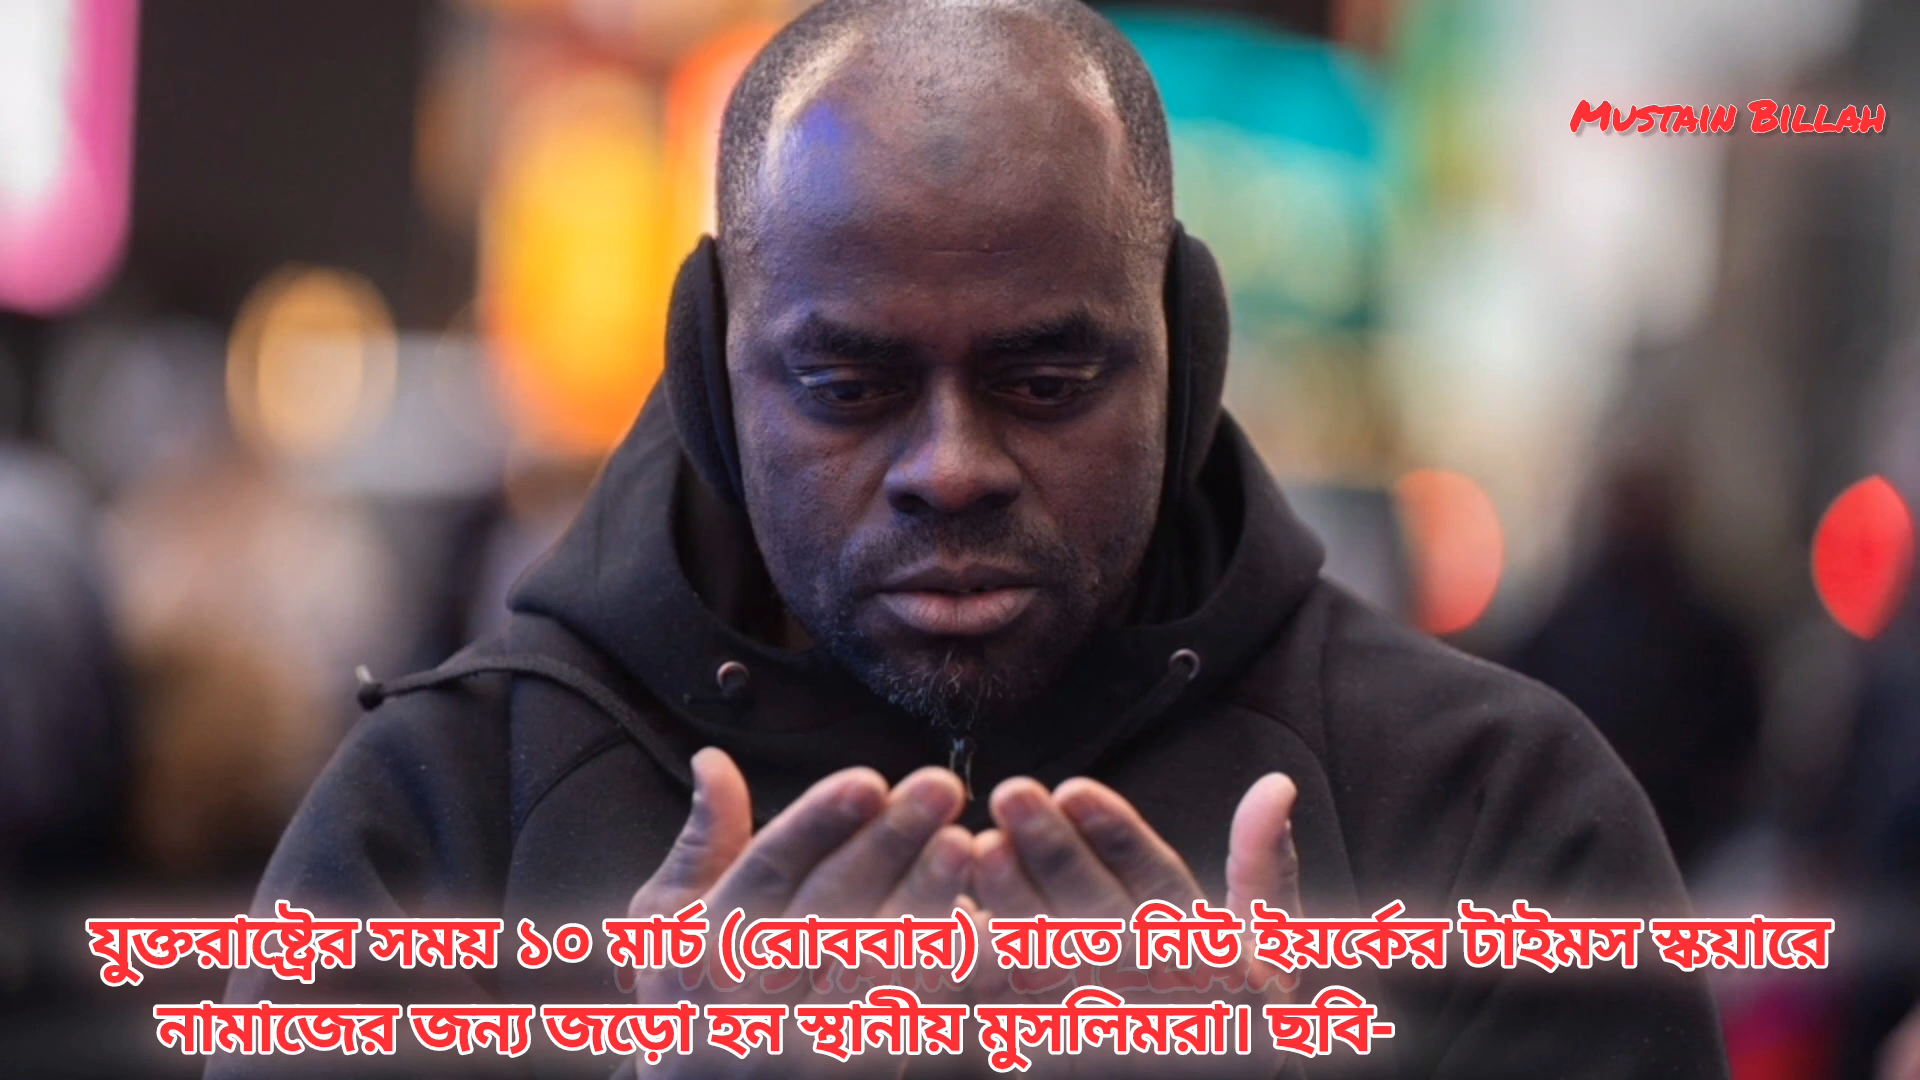 Mustain Billah
যুক্তরাষ্ট্রের সময় ১০ মার্চ (রোববার) রাতে নিউ ইয়র্কের টাইমস স্কয়ারে
নামাজের জন্য জড়ো হন স্থানীয় মুসলিমরা। ছবি-